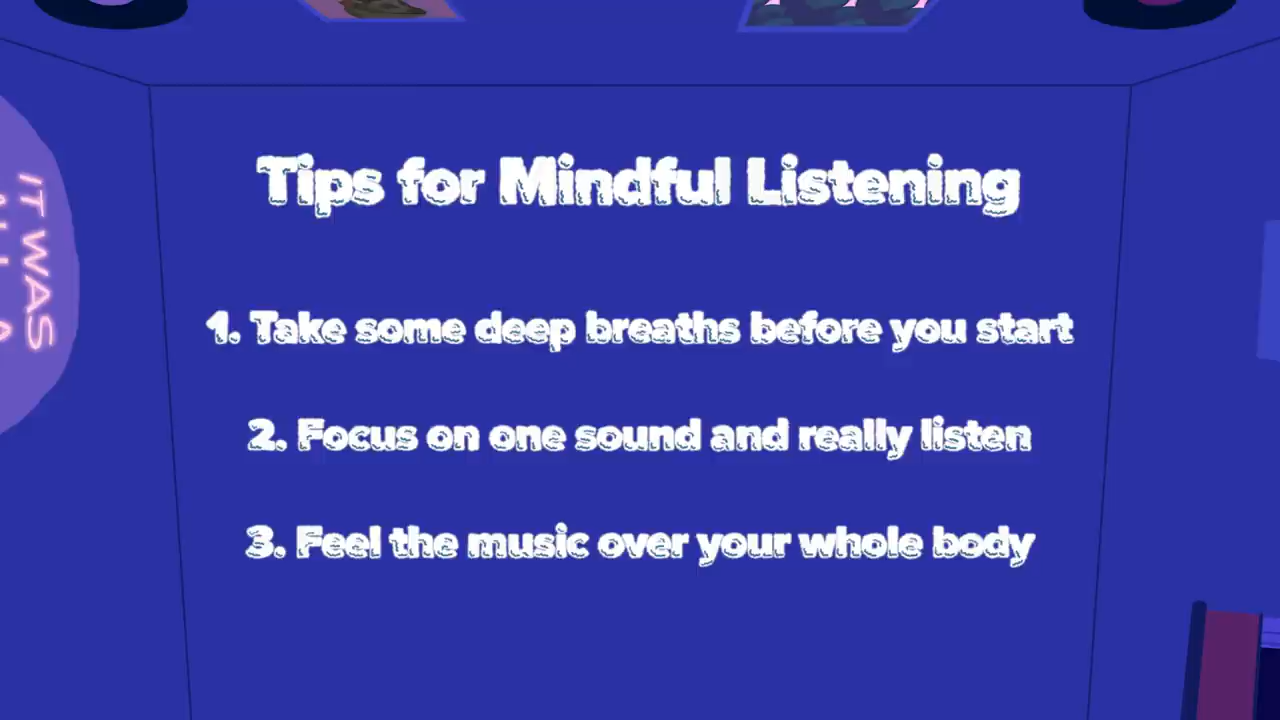 Tips for Mindful Listening
1. Take some deep breaths before you start
2. Focus on one sound and really listen
3. Feel the music over your whole body
IT WAS